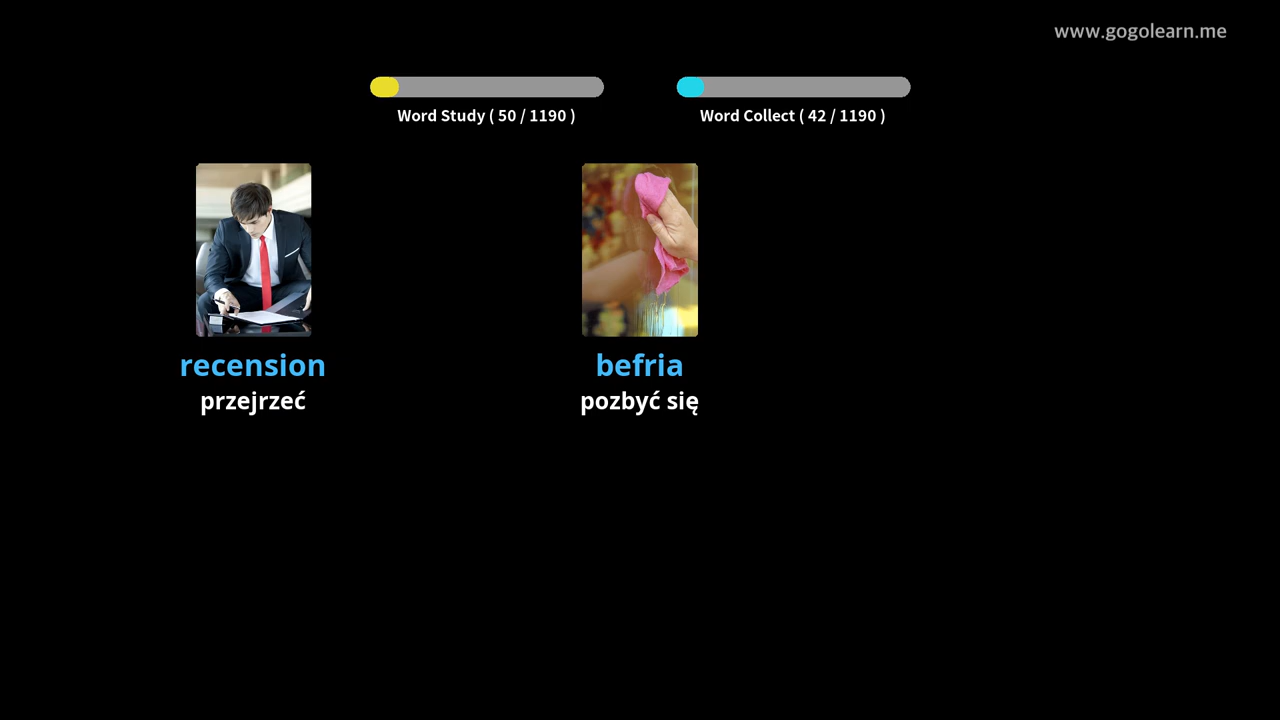 www.gogolearn.me
Word Study ( 50 / 1190 )
Word Collect ( 42 / 1190 )
recension
przejrzeć
befria
pozbyć się